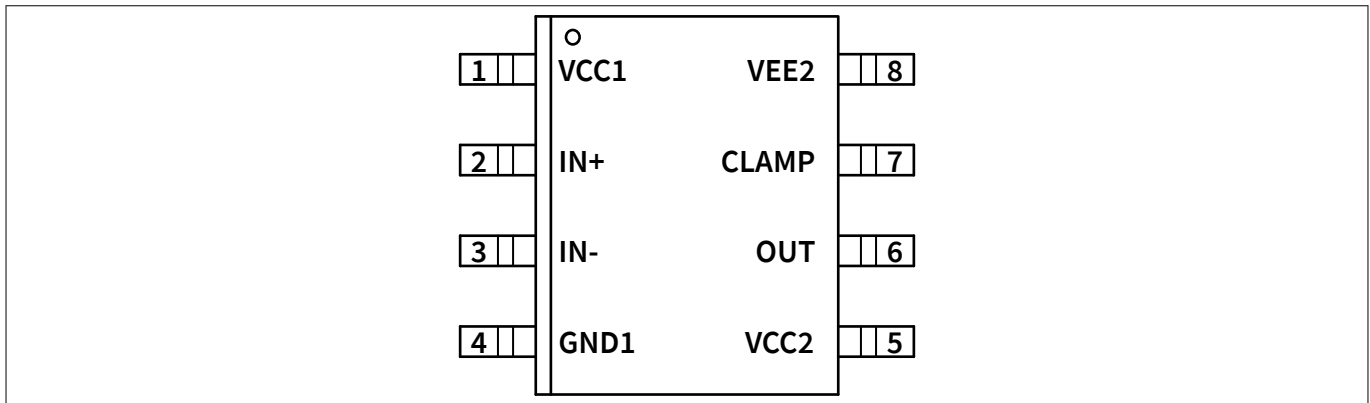 1 VCC1 VEE2 8
2 IN+ CLAMP 7
3 IN- OUT 6
4 GND1 VCC2 5